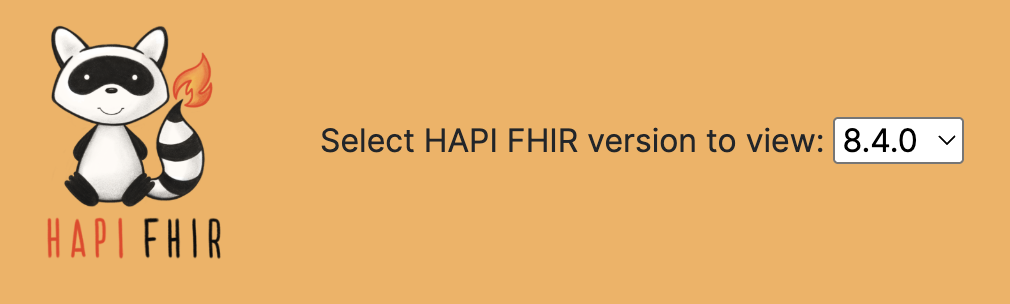 Select HAPI FHIR version to view: 8.4.0
HAPI FHIR